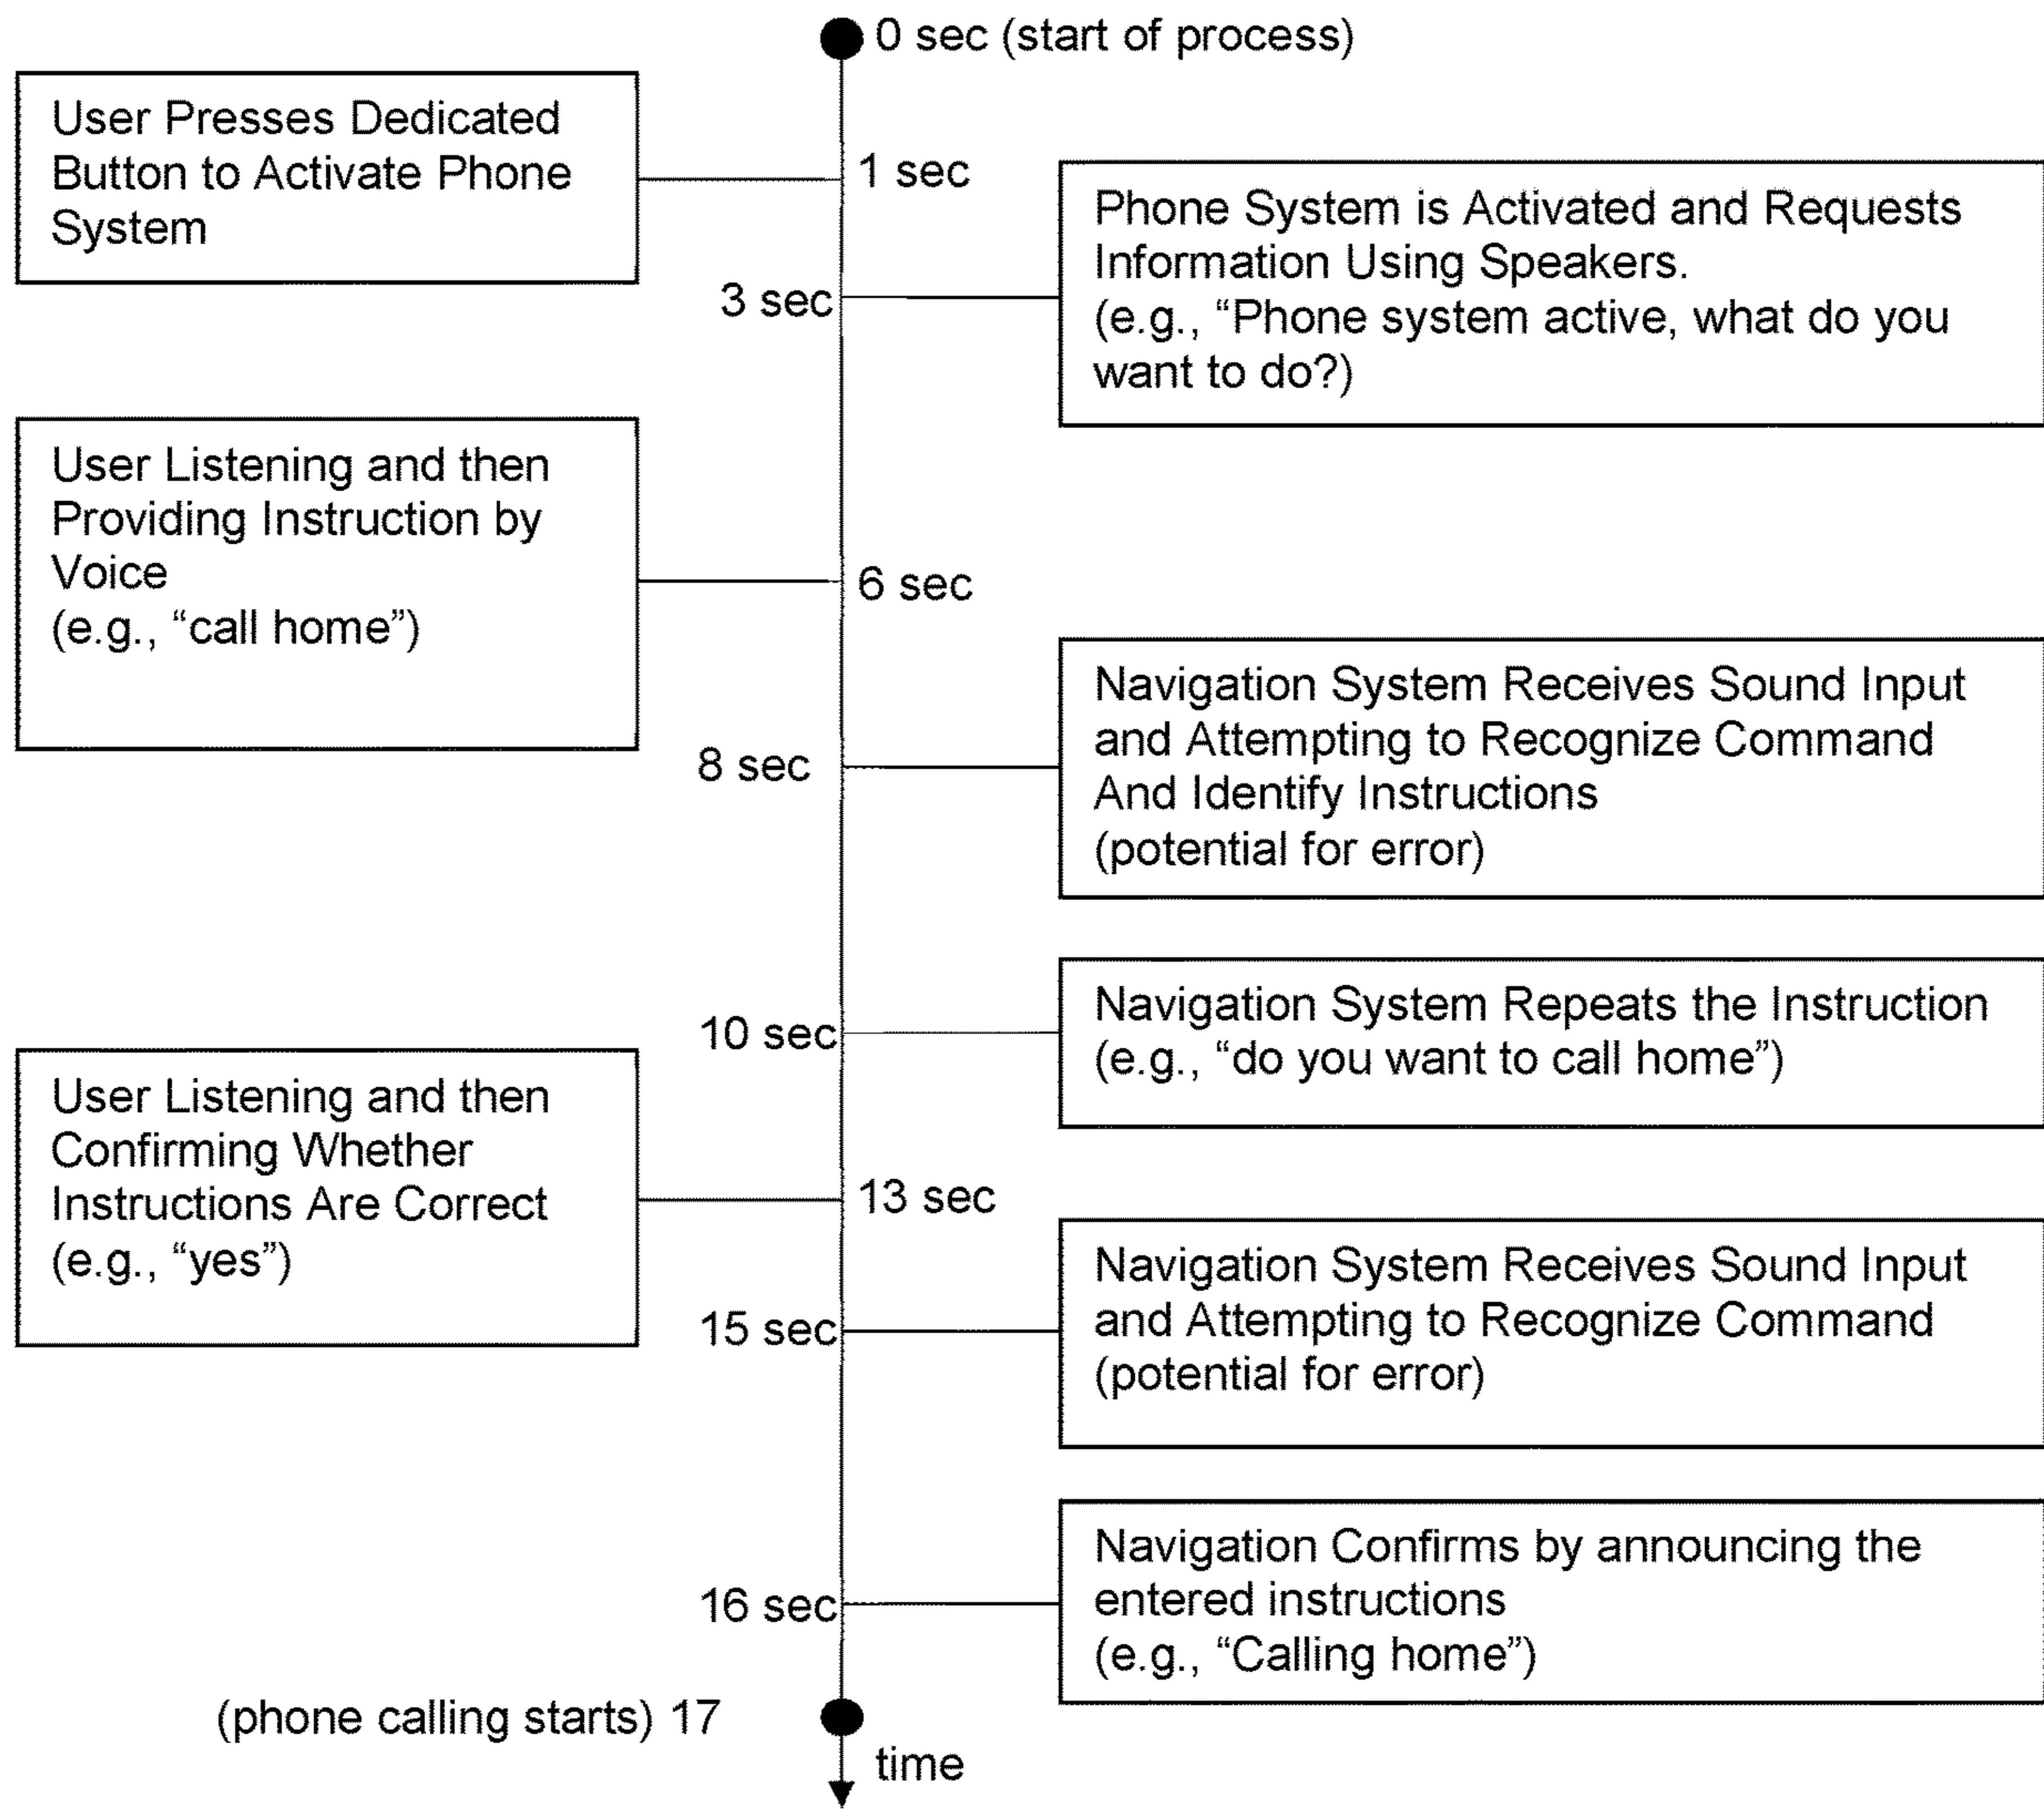 0 sec (start of process)
User Presses Dedicated
Button to Activate Phone
System
1 sec
Phone System is Activated and Requests
Information Using Speakers.
(e.g., “Phone system active, what do you
want to do?)
3 sec
User Listening and then
Providing Instruction by
Voice
(e.g., “call home”)
6 sec
Navigation System Receives Sound Input
and Attempting to Recognize Command
And Identify Instructions
(potential for error)
8 sec
Navigation System Repeats the Instruction
(e.g., “do you want to call home”)
10 sec
User Listening and then
Confirming Whether
Instructions Are Correct
(e.g., “yes”)
13 sec
Navigation System Receives Sound Input
and Attempting to Recognize Command
(potential for error)
15 sec
Navigation Confirms by announcing the
entered instructions
(e.g., “Calling home”)
16 sec
(phone calling starts) 17
time